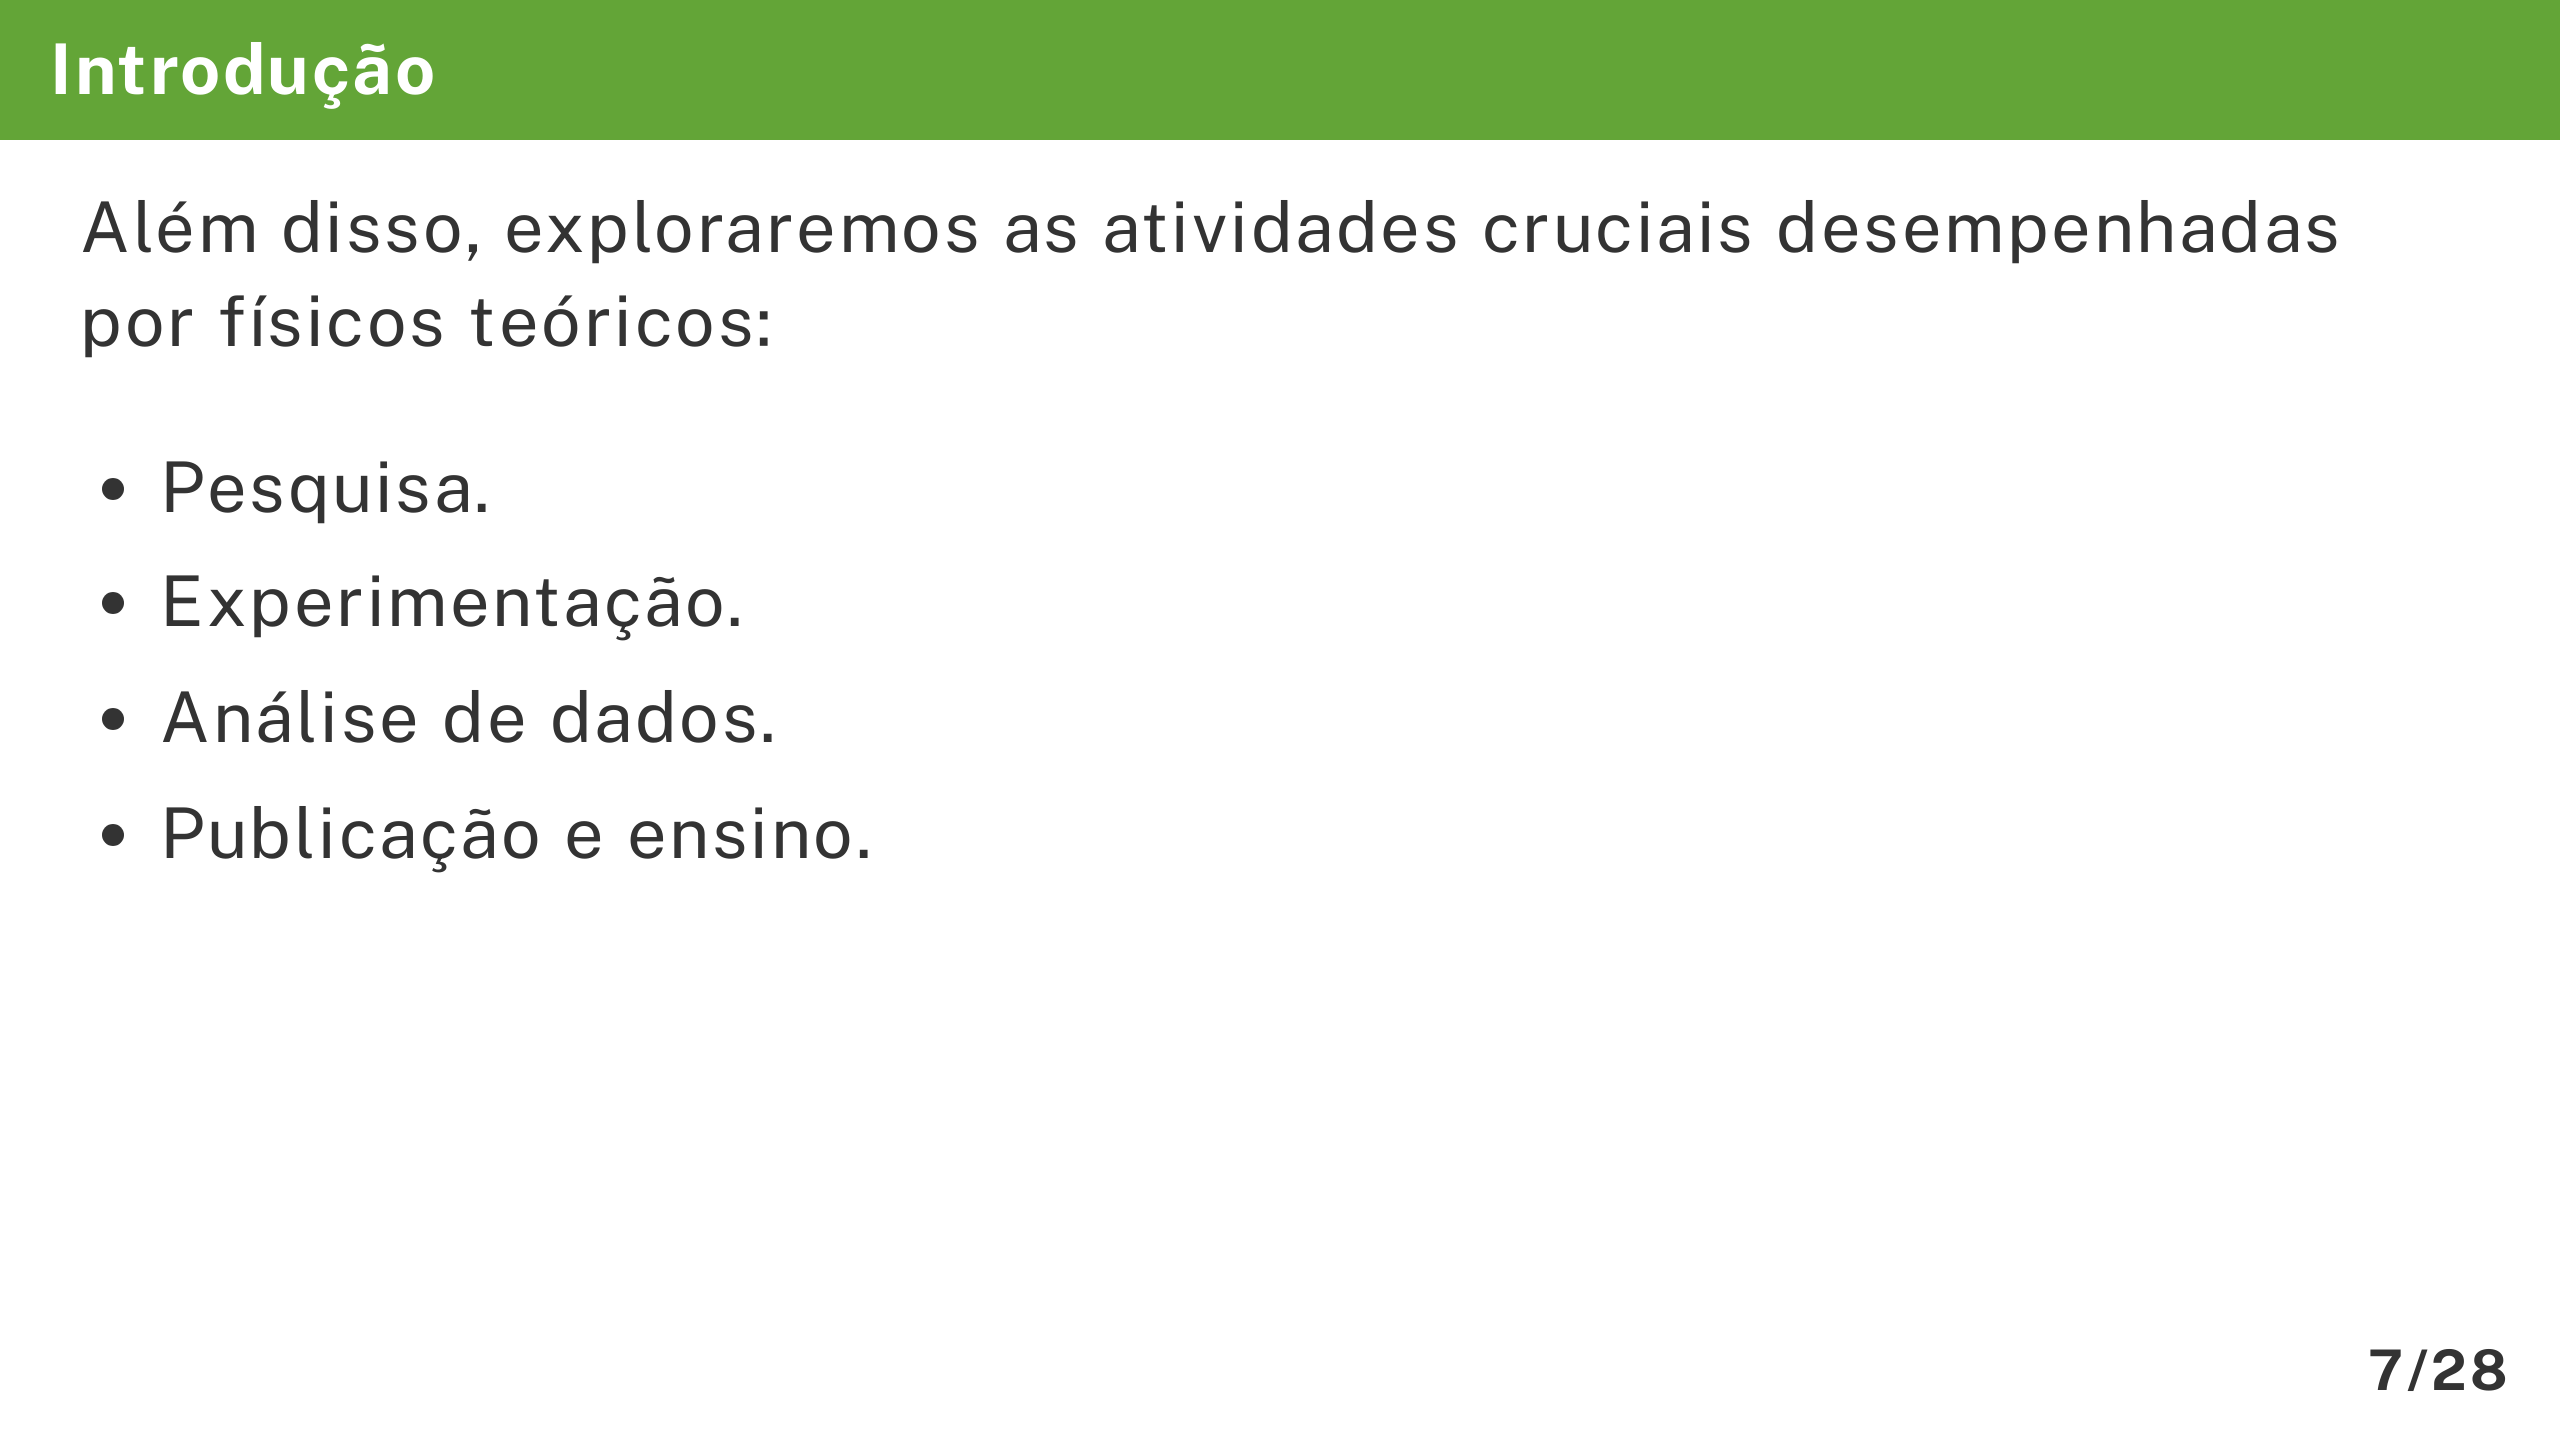 Introdução
Além disso, exploraremos as atividades cruciais desempenhadas
por físicos teóricos:
• Pesquisa.
• Experimentação.
• Análise de dados.
• Publicação e ensino.
7/28